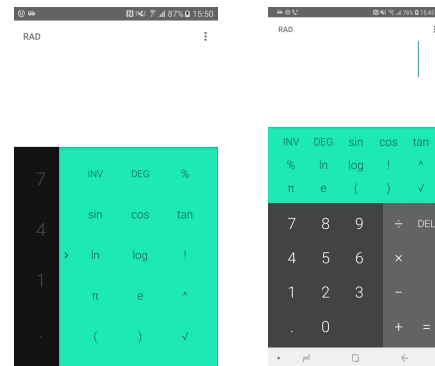 87% 15:50
RAD
7
INV DEG %
4
sin cos tan
1
ln log !
π e ^
.
( ) √
76% 15:45
RAD
INV DEG sin cos tan
% ln log ! ^
π e ( ) √
7 8 9 ÷ DEL
4 5 6 ×
1 2 3 −
. 0 + =